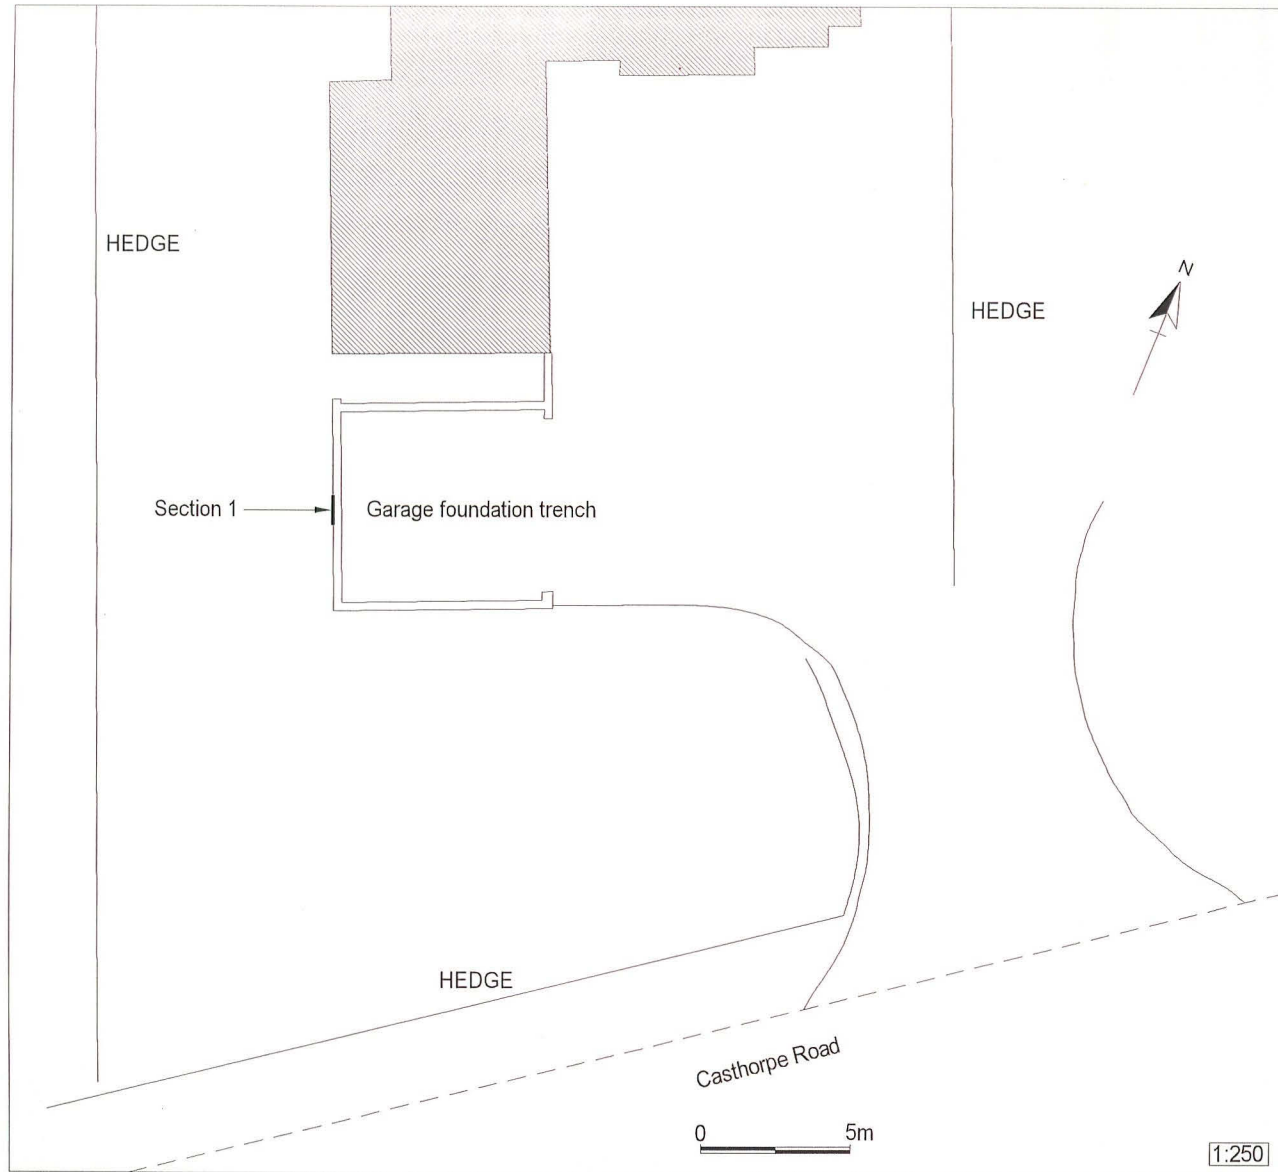 HEDGE
N
HEDGE
Section 1
Garage foundation trench
HEDGE
Casthorpe Road
0 5m
1:250